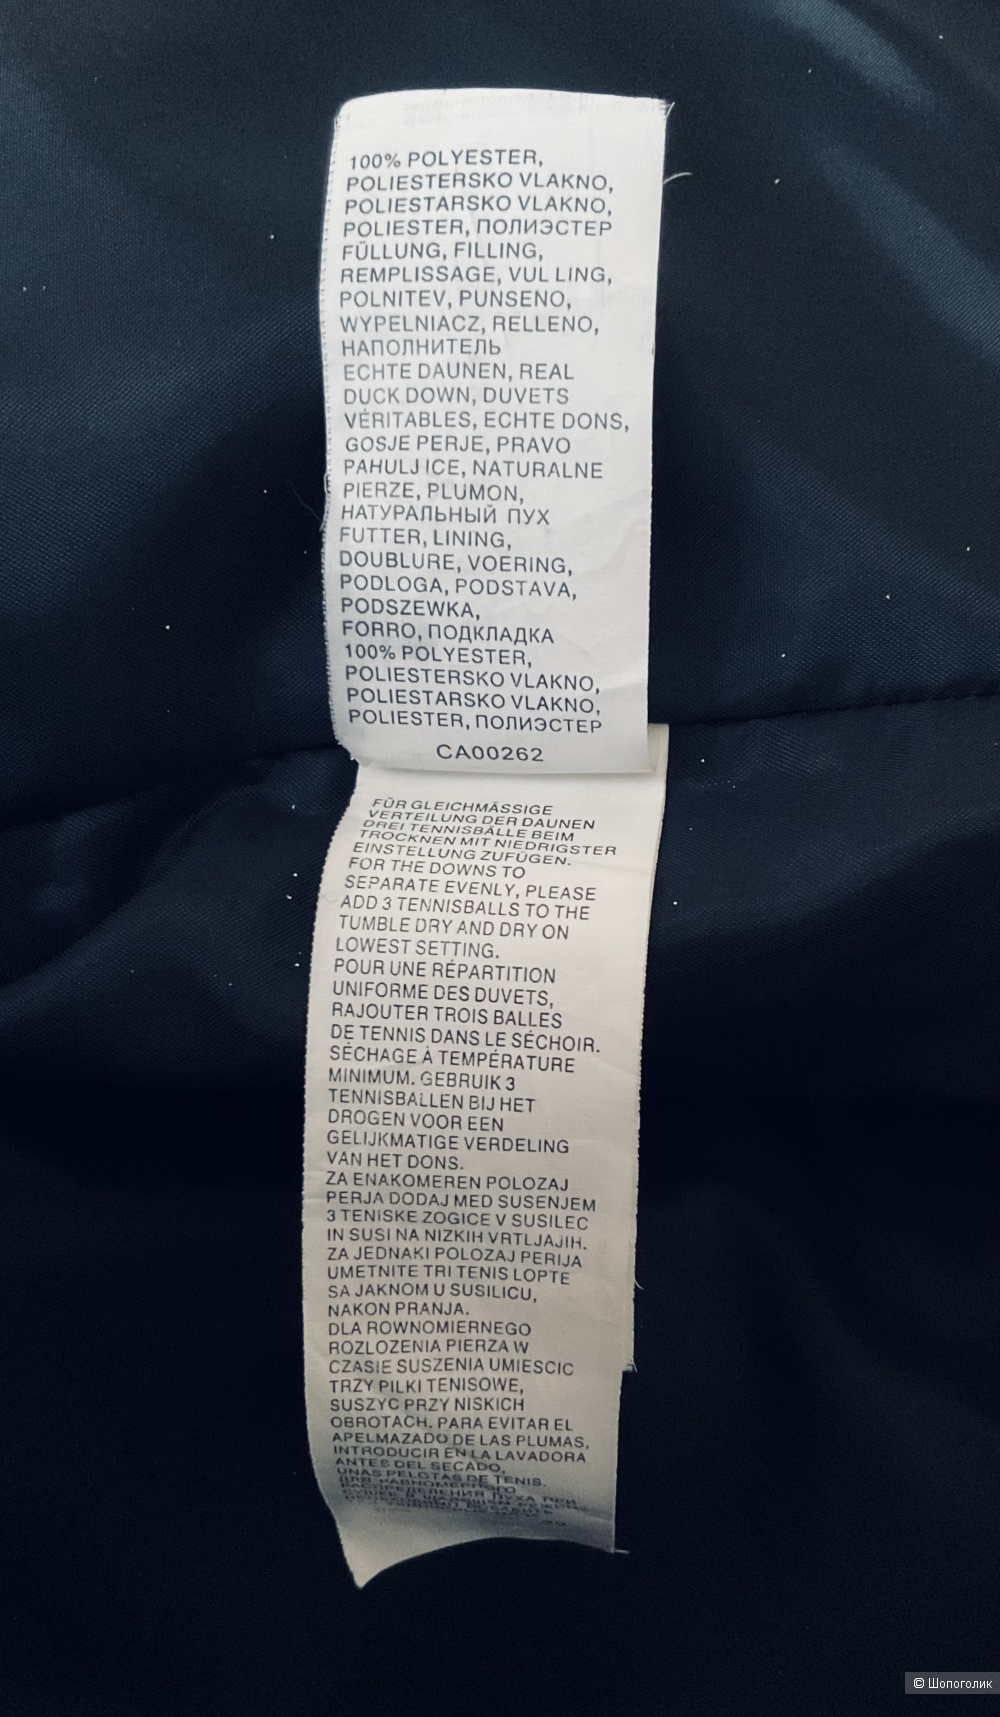 100% POLYESTER,
POLIESTERSKO VLAKNO,
POLIESTARSKO VLAKNO,
POLIESTER, ПОЛИЭСТЕР
FÜLLUNG, FILLING,
REMPLISSAGE, VUL LING,
POLNITEV, PUNSENO,
WYPELNIACZ, RELLENO,
НАПОЛНИТЕЛЬ
ECHTE DAUNEN, REAL
DUCK DOWN, DUVETS
VÉRITABLES, ECHTE DONS,
GOSJE PERJE, PRAVO
PAHULJ ICE, NATURALNE
PIERZE, PLUMON,
НАТУРАЛЬНЫЙ ПУХ
FUTTER, LINING,
DOUBLURE, VOERING,
PODLOGA, PODSTAVA,
PODSZEWKA,
FORRO, ПОДКЛАДКА
100% POLYESTER,
POLIESTERSKO VLAKNO,
POLIESTARSKO VLAKNO,
POLIESTER, ПОЛИЭСТЕР
CA00262
FÜR GLEICHMÄSSIGE
VERTEILUNG DER DAUNEN
DREI TENNISBÄLLE BEIM
TROCKNEN MIT NIEDRIGSTER
EINSTELLUNG ZUFÜGEN.
FOR THE DOWNS TO
SEPARATE EVENLY, PLEASE
ADD 3 TENNISBALLS TO THE
TUMBLE DRY AND DRY ON
LOWEST SETTING.
POUR UNE RÉPARTITION
UNIFORME DES DUVETS,
RAJOUTER TROIS BALLES
DE TENNIS DANS LE SÉCHOIR.
SÉCHAGE À TEMPÉRATURE
MINIMUM. GEBRUIK 3
TENNISBALLEN BIJ HET
DROGEN VOOR EEN
GELIJKMATIGE VERDELING
VAN HET DONS.
ZA ENAKOMEREN POLOZAJ
PERJA DODAJ MED SUSENJEM
3 TENISKE ZOGICE V SUSILEC
IN SUSI NA NIZKIH VRTLJAJIH.
ZA JEDNAKI POLOZAJ PERIJA
UMETNITE TRI TENIS LOPTE
SA JAKNOM U SUSILICU,
NAKON PRANJA.
DLA ROWNOMIERNEGO
ROZLOZENIA PIERZA W
CZASIE SUSZENIA UMIESCIC
TRZY PILKI TENISOWE,
SUSZYC PRZY NISKICH
OBROTACH. PARA EVITAR EL
APELMAZADO DE LAS PLUMAS,
INTRODUCIR EN LA LAVADORA
ANTES DEL SECADO,
UNAS PELOTAS DE TENIS.
ДЛЯ РАВНОМЕРНОГО
РАСПРЕДЕЛЕНИЯ ПУХА ПРИ
© Шопоголик